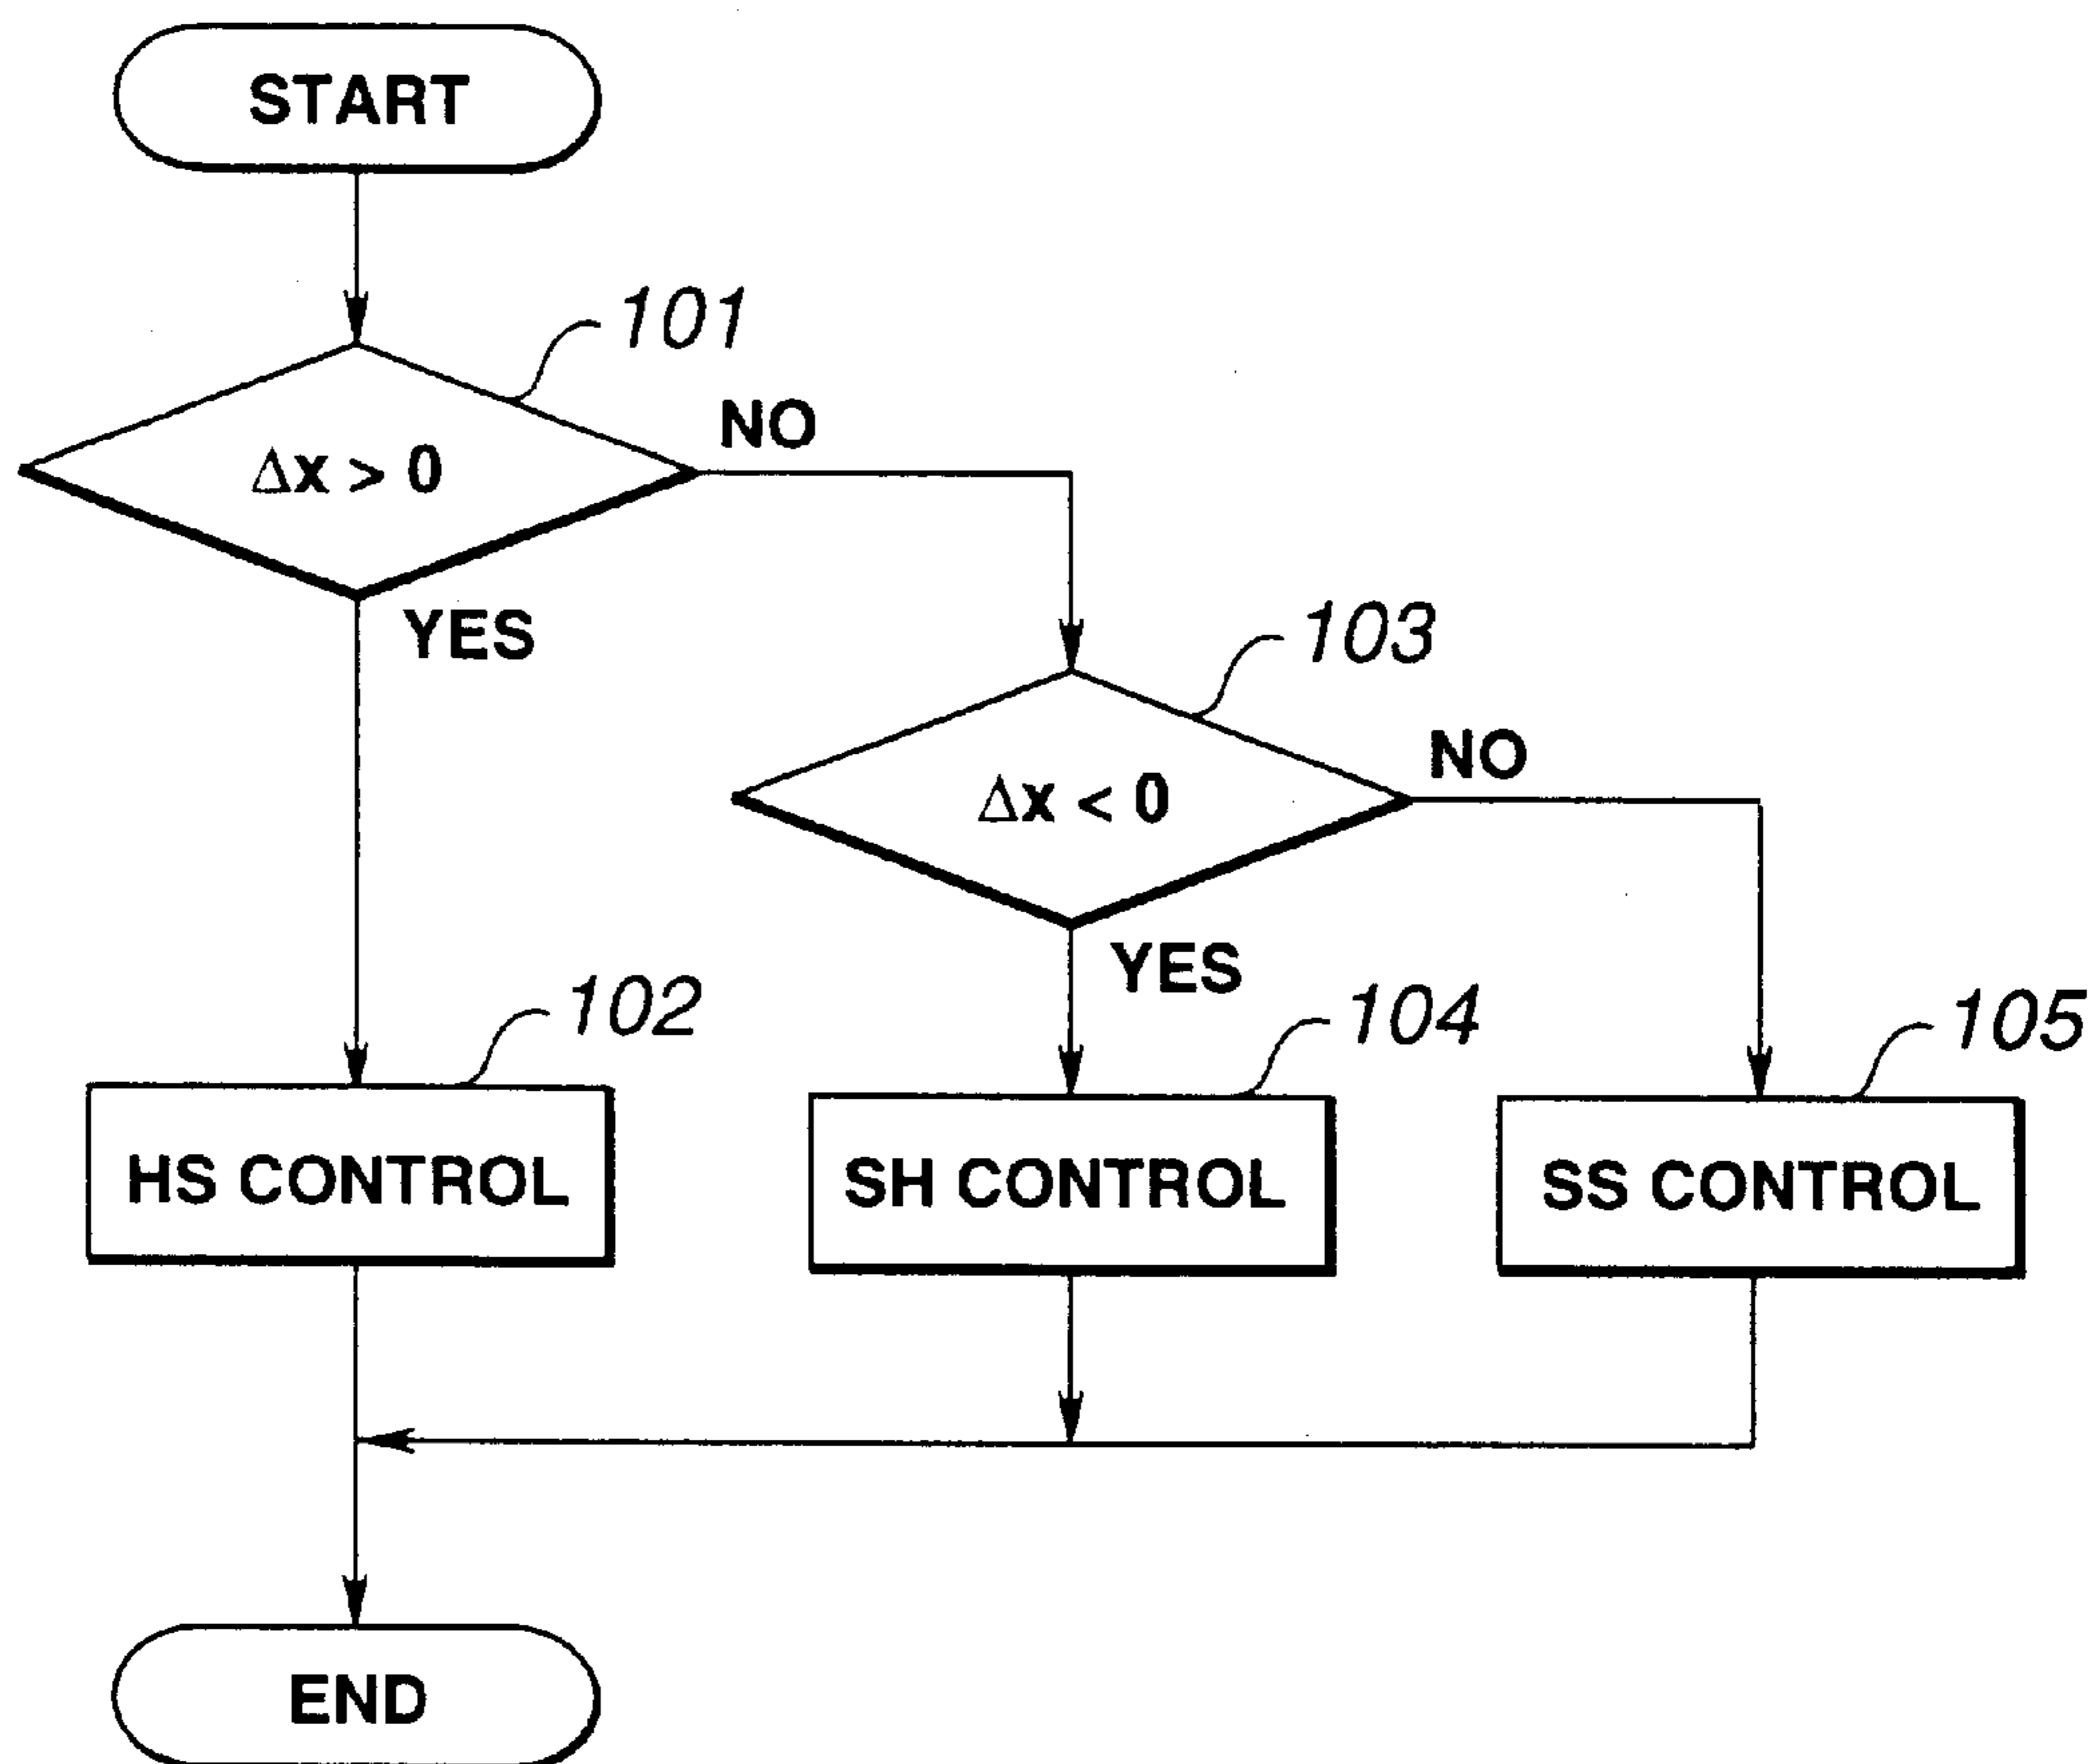 START
101
Δx > 0
NO
YES
103
Δx < 0
NO
YES
102
104
105
HS CONTROL
SH CONTROL
SS CONTROL
END